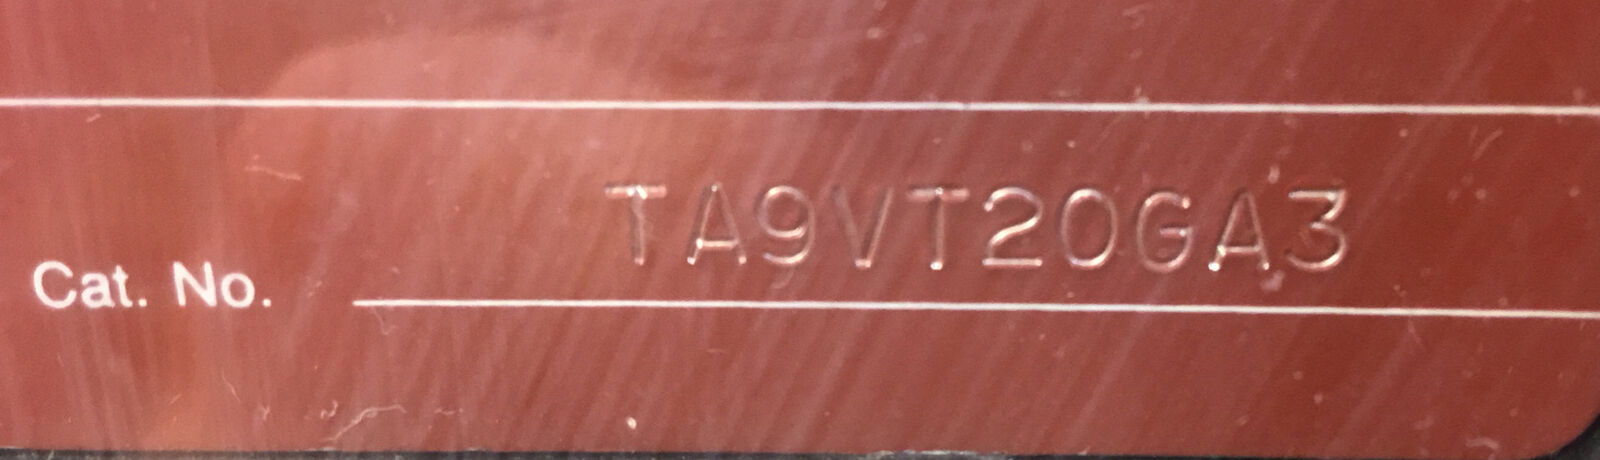 Cat. No. TA9VT20GA3